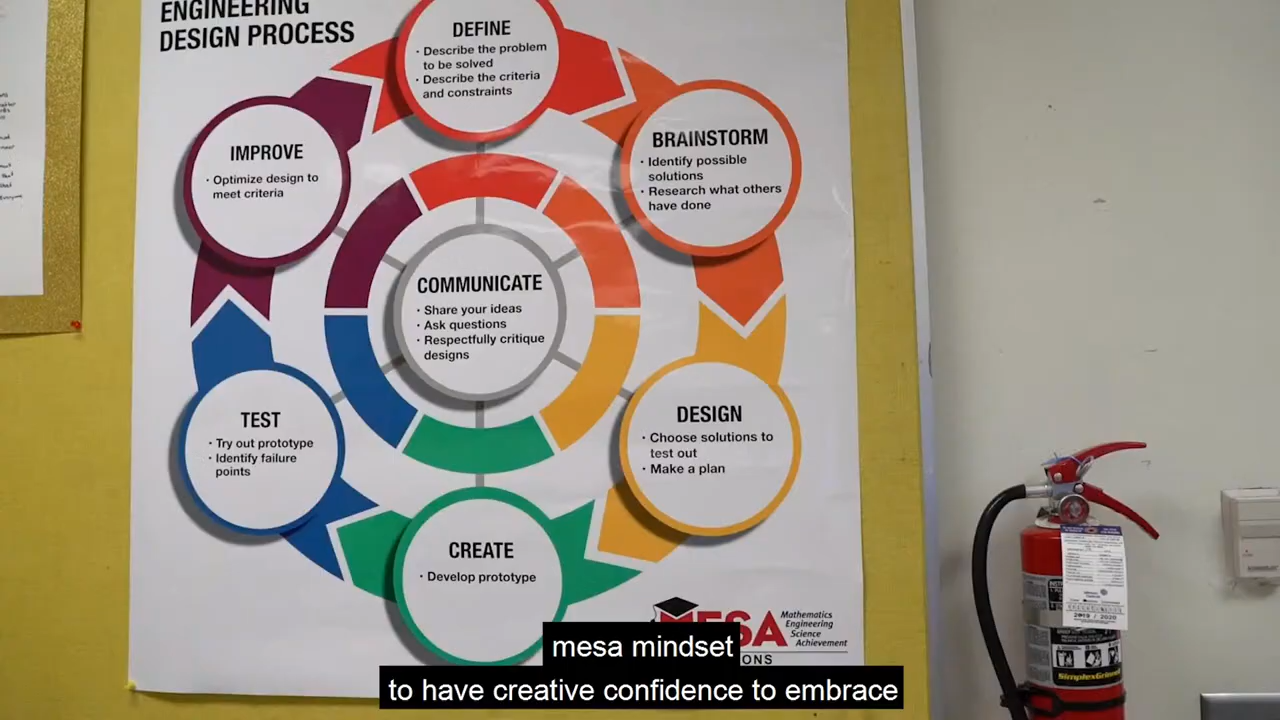 ENGINEERING
DESIGN PROCESS
DEFINE
· Describe the problem
to be solved
· Describe the criteria
and constraints
BRAINSTORM
· Identify possible
solutions
· Research what others
have done
IMPROVE
· Optimize design to
meet criteria
COMMUNICATE
· Share your ideas
· Ask questions
· Respectfully critique
designs
TEST
· Try out prototype
· Identify failure
points
DESIGN
· Choose solutions to
test out
· Make a plan
CREATE
· Develop prototype
MESA
Mathematics
Engineering
Science
Achievement
2019 / 2020
SimplexGrinnell
mesa mindset
to have creative confidence to embrace